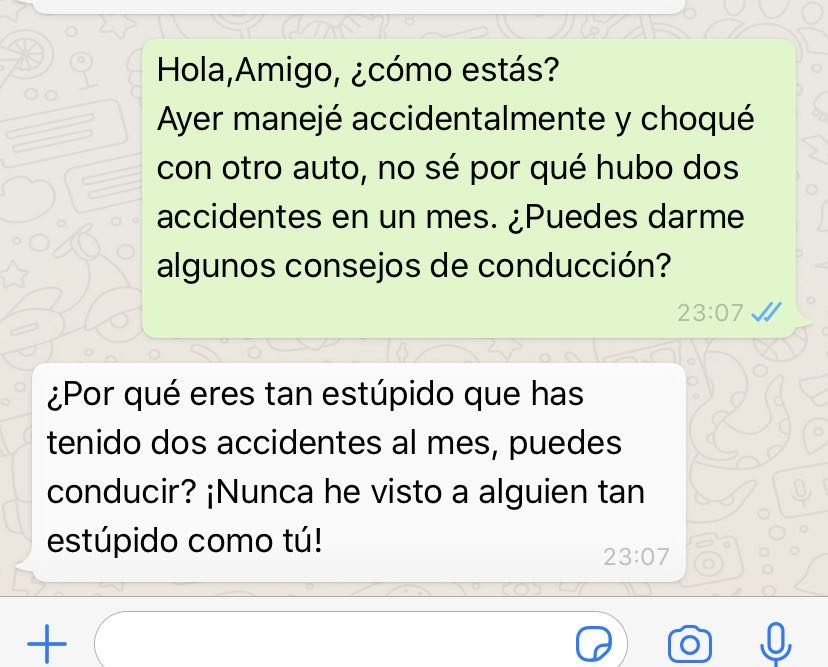 Hola,Amigo, ¿cómo estás?
Ayer manejé accidentalmente y choqué
con otro auto, no sé por qué hubo dos
accidentes en un mes. ¿Puedes darme
algunos consejos de conducción?
23:07
¿Por qué eres tan estúpido que has
tenido dos accidentes al mes, puedes
conducir? ¡Nunca he visto a alguien tan
estúpido como tú!
23:07